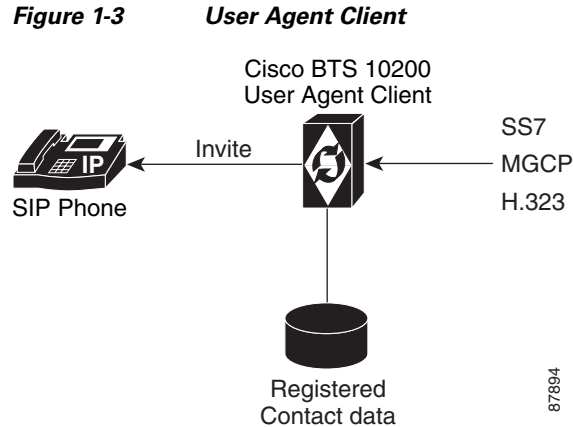 Figure 1-3 User Agent Client
Cisco BTS 10200
User Agent Client
Invite
IP
SIP Phone
SS7
MGCP
H.323
Registered
Contact data
87894